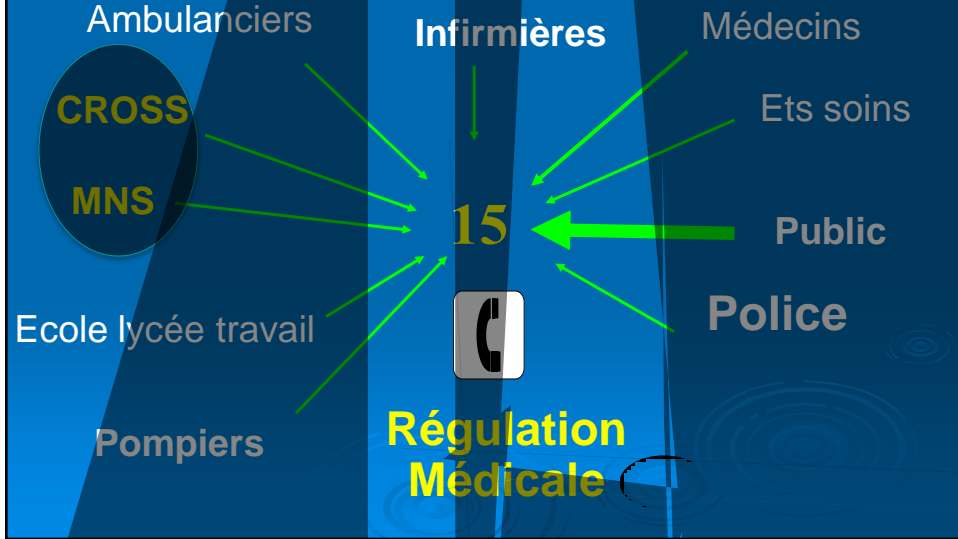 Ambulanciers
Infirmières
Médecins
CROSS
Ets soins
MNS
15
Public
Ecole lycée travail
Police
Pompiers
Régulation
Médicale